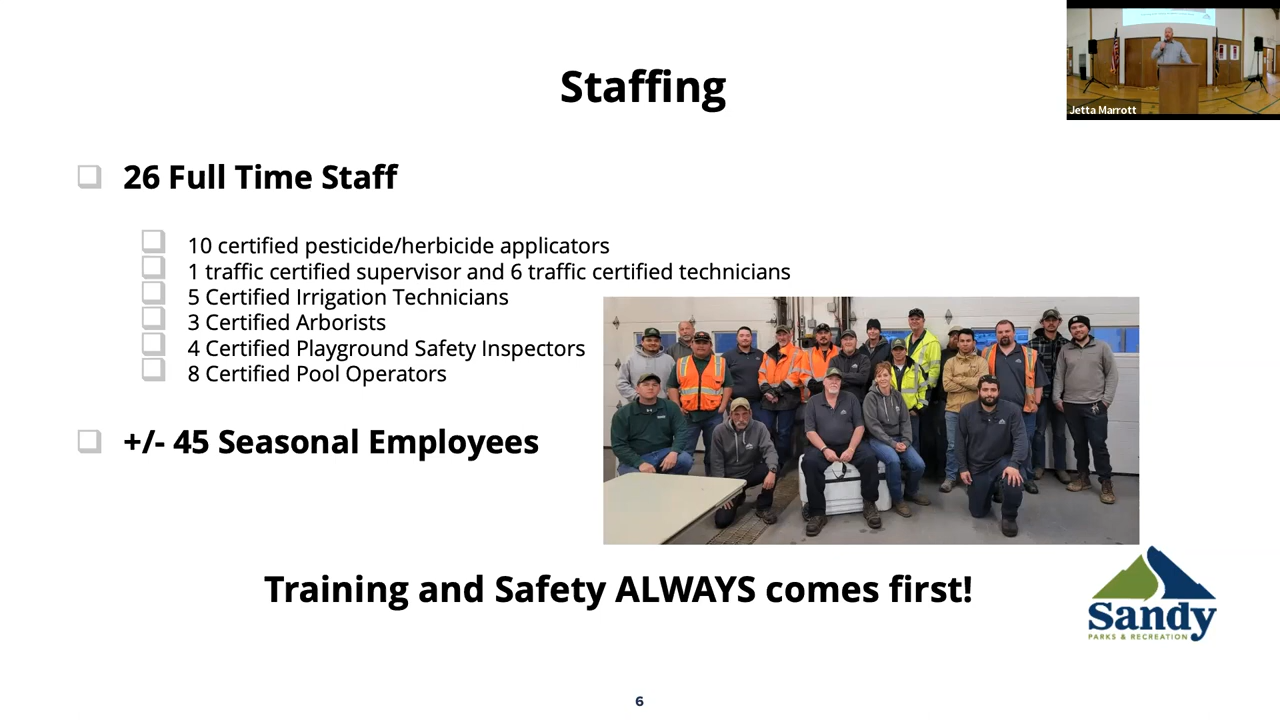 Staffing
Jetta Marrott
26 Full Time Staff
10 certified pesticide/herbicide applicators
1 traffic certified supervisor and 6 traffic certified technicians
5 Certified Irrigation Technicians
3 Certified Arborists
4 Certified Playground Safety Inspectors
8 Certified Pool Operators
+/- 45 Seasonal Employees
Training and Safety ALWAYS comes first!
Sandy
PARKS & RECREATION
6